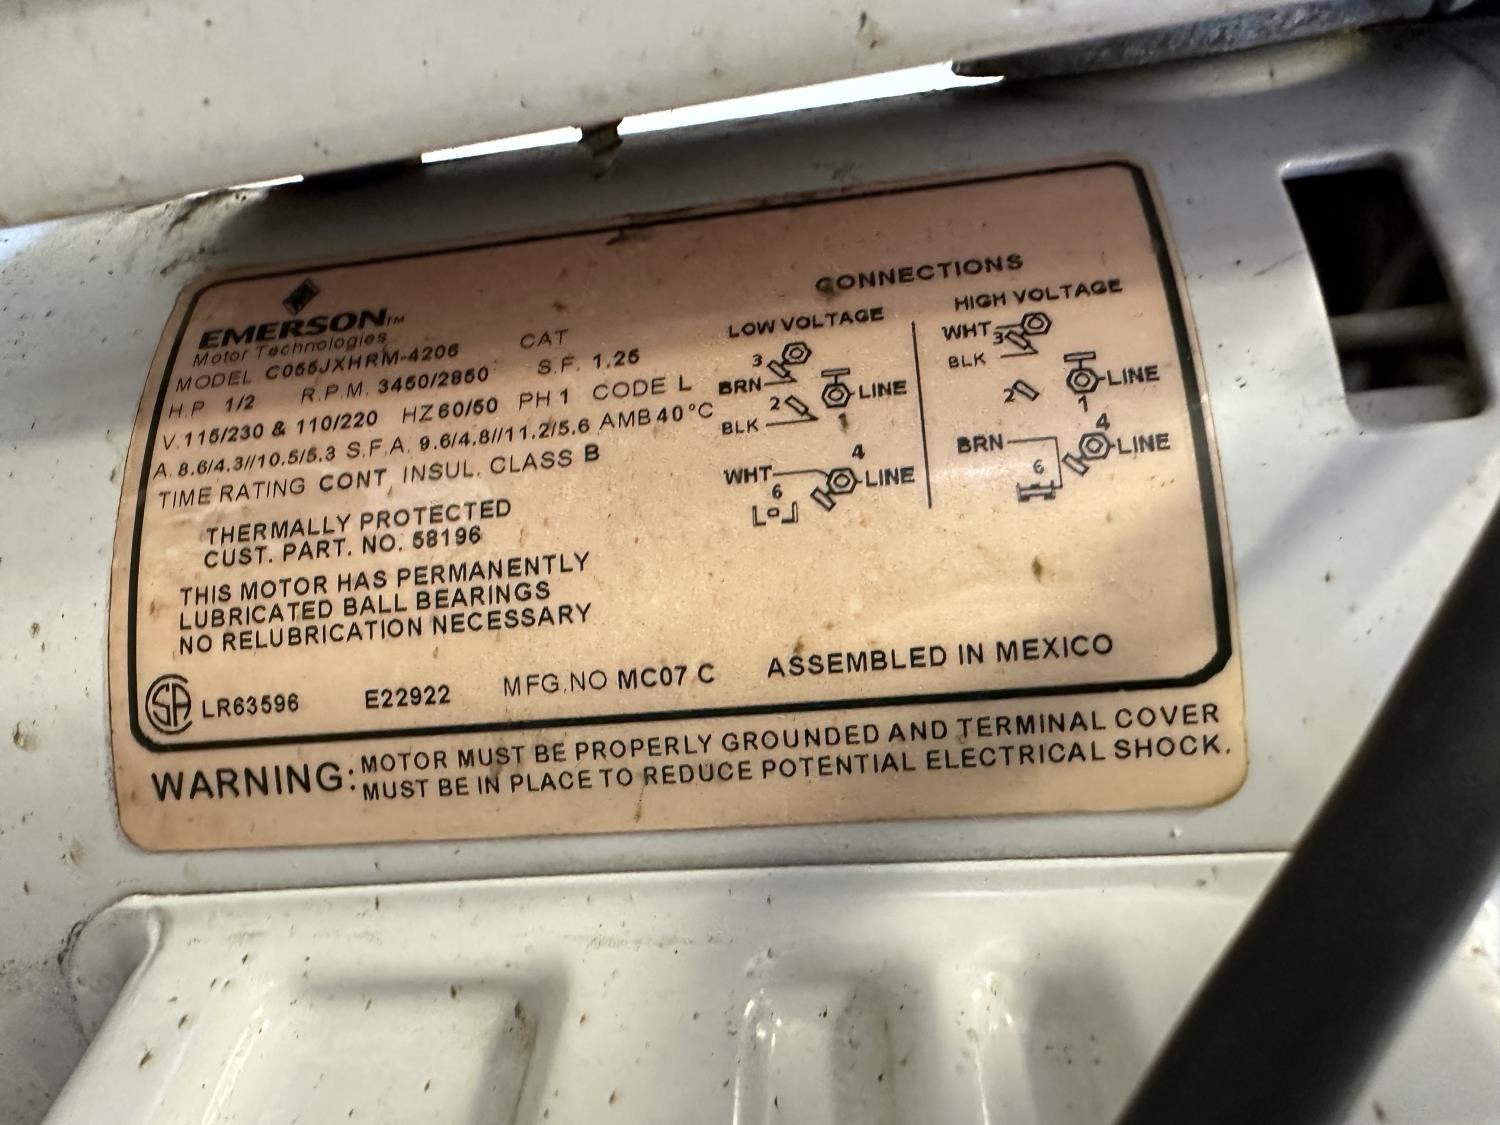 EMERSON™
Motor Technologies
MODEL C055JXHRM-4206 CAT
H.P. 1/2 R.P.M. 3450/2850 S.F. 1.25
V. 115/230 & 110/220 HZ 60/50 PH 1 CODE L
A. 8.6/4.3//10.5/5.3 S.F.A. 9.6/4.8//11.2/5.6 AMB 40°C
TIME RATING CONT INSUL. CLASS B
THERMALLY PROTECTED
CUST. PART. NO. 58196
THIS MOTOR HAS PERMANENTLY
LUBRICATED BALL BEARINGS
NO RELUBRICATION NECESSARY
CONNECTIONS
LOW VOLTAGE
3
BRN
LINE
2
BLK
1
WHT
4
LINE
6
HIGH VOLTAGE
WHT
3
BLK
LINE
2
1
BRN
4
LINE
6
SA LR63596 E22922 MFG.NO MC07 C ASSEMBLED IN MEXICO
WARNING: MOTOR MUST BE PROPERLY GROUNDED AND TERMINAL COVER
MUST BE IN PLACE TO REDUCE POTENTIAL ELECTRICAL SHOCK.